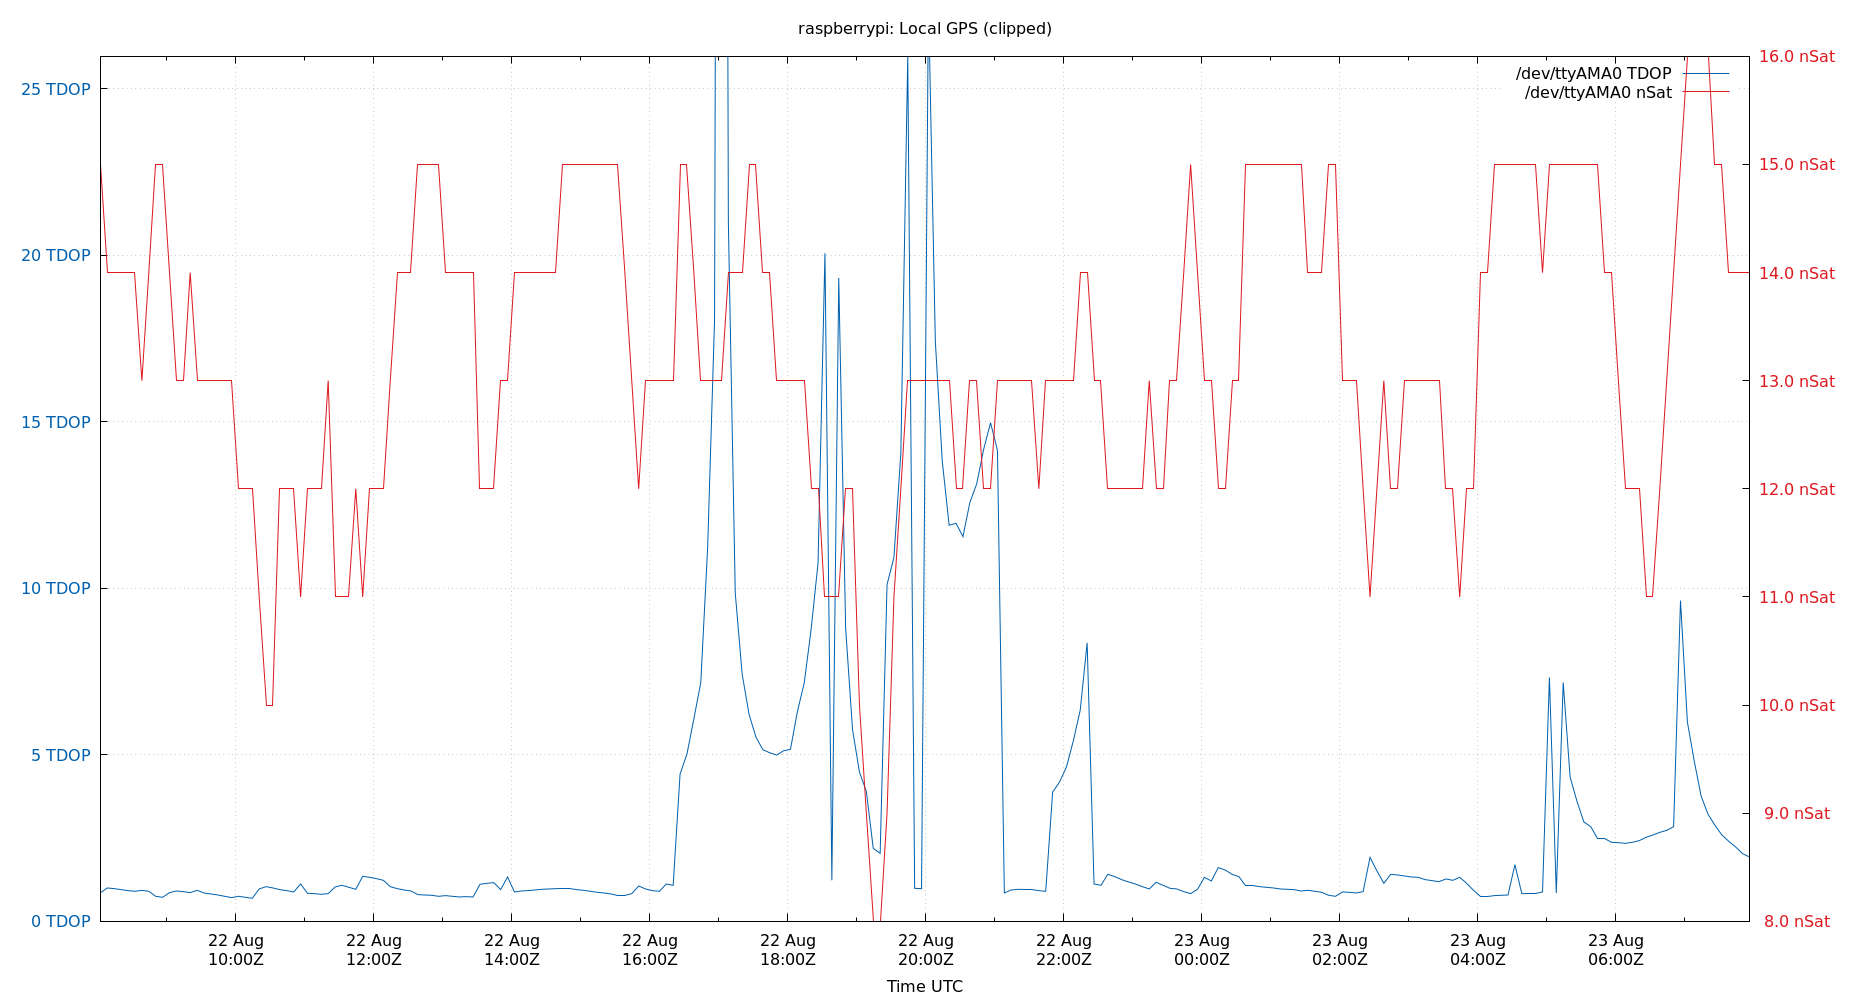 raspberrypi: Local GPS (clipped)
/dev/ttyAMA0 TDOP
/dev/ttyAMA0 nSat
25 TDOP
20 TDOP
15 TDOP
10 TDOP
5 TDOP
0 TDOP
16.0 nSat
15.0 nSat
14.0 nSat
13.0 nSat
12.0 nSat
11.0 nSat
10.0 nSat
9.0 nSat
8.0 nSat
22 Aug
10:00Z
22 Aug
12:00Z
22 Aug
14:00Z
22 Aug
16:00Z
22 Aug
18:00Z
22 Aug
20:00Z
22 Aug
22:00Z
23 Aug
00:00Z
23 Aug
02:00Z
23 Aug
04:00Z
23 Aug
06:00Z
Time UTC